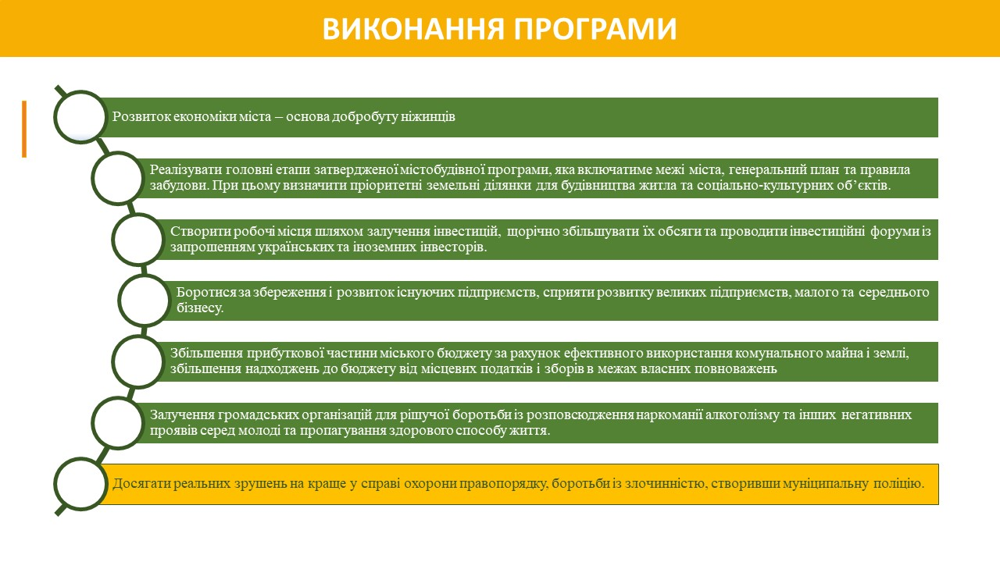 ВИКОНАННЯ ПРОГРАМИ
Розвиток економіки міста – основа добробуту ніжинців
Реалізувати головні етапи затвердженої містобудівної програми, яка включатиме межі міста, генеральний план та правила
забудови. При цьому визначити пріоритетні земельні ділянки для будівництва житла та соціально-культурних об’єктів.
Створити робочі місця шляхом залучення інвестицій, щорічно збільшувати їх обсяги та проводити інвестиційні форуми із
запрошенням українських та іноземних інвесторів.
Боротися за збереження і розвиток існуючих підприємств, сприяти розвитку великих підприємств, малого та середнього
бізнесу.
Збільшення прибуткової частини міського бюджету за рахунок ефективного використання комунального майна і землі,
збільшення надходжень до бюджету від місцевих податків і зборів в межах власних повноважень
Залучення громадських організацій для рішучої боротьби із розповсюдження наркоманії алкоголізму та інших негативних
проявів серед молоді та пропагування здорового способу життя.
Досягати реальних зрушень на краще у справі охорони правопорядку, боротьби із злочинністю, створивши муніципальну поліцію.